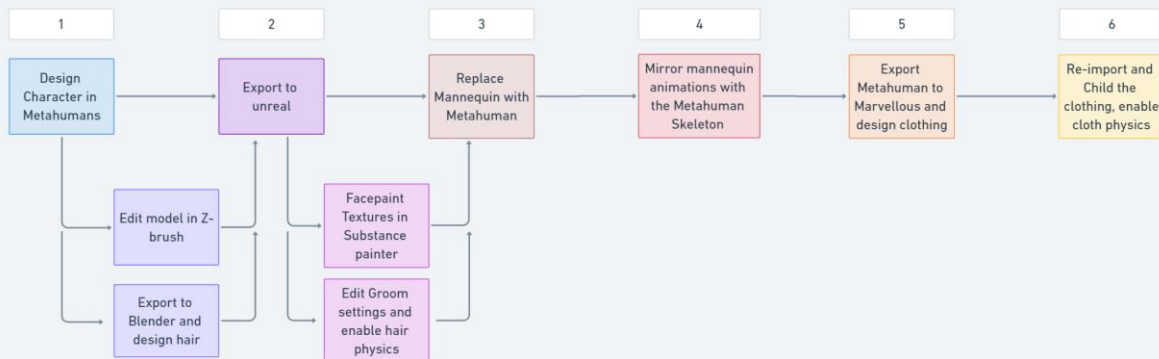 1
2
3
4
5
6
Design
Character in
Metahumans
Export to
unreal
Replace
Mannequin with
Metahuman
Mirror mannequin
animations with
the Metahuman
Skeleton
Export
Metahuman to
Marvellous and
design clothing
Re-import and
Child the
clothing, enable
cloth physics
Edit model in Z-
brush
Facepaint
Textures in
Substance
painter
Export to
Blender and
design hair
Edit Groom
settings and
enable hair
physics